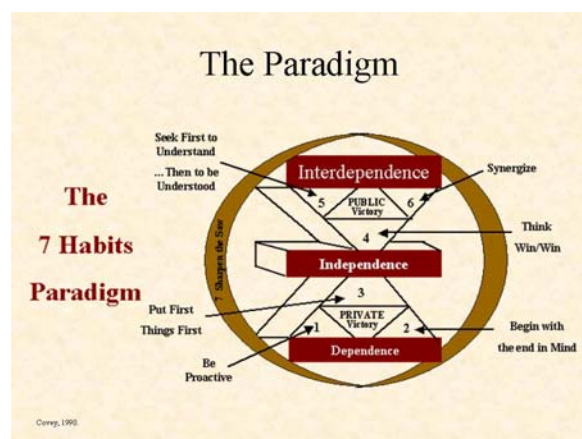 The Paradigm
The
7 Habits
Paradigm
Seek First to
Understand
...Then to be
Understood
Interdependence
Synergize
5
PUBLIC
Victory
6
4
Think
Win/Win
7 Sharpen the Saw
Independence
Put First
Things First
3
PRIVATE
Victory
1
2
Begin with
the end in Mind
Dependence
Be
Proactive
Covey, 1990.